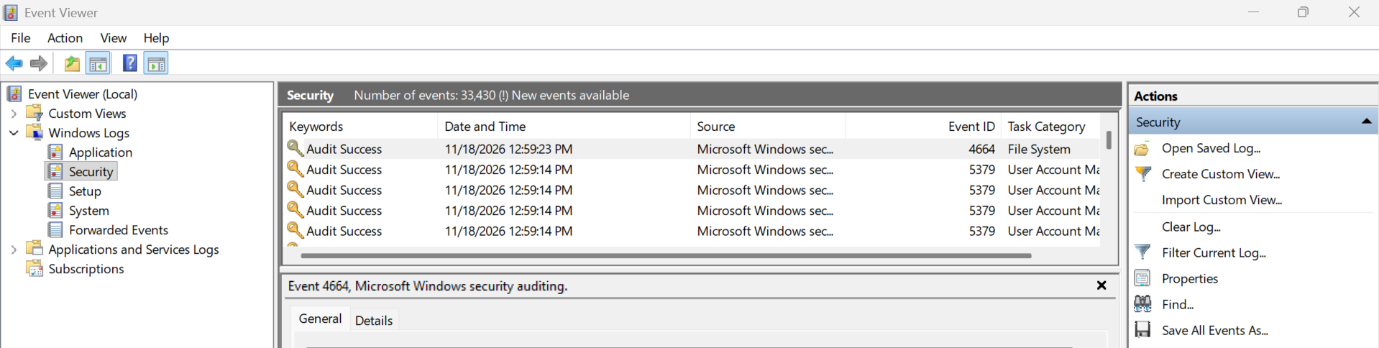 Event Viewer
File Action View Help
Event Viewer (Local)
Custom Views
Windows Logs
Application
Security
Setup
System
Forwarded Events
Applications and Services Logs
Subscriptions
Security Number of events: 33,430 (!) New events available
Keywords Date and Time Source Event ID Task Category
Audit Success 11/18/2026 12:59:23 PM Microsoft Windows sec... 4664 File System
Audit Success 11/18/2026 12:59:14 PM Microsoft Windows sec... 5379 User Account Ma
Audit Success 11/18/2026 12:59:14 PM Microsoft Windows sec... 5379 User Account Ma
Audit Success 11/18/2026 12:59:14 PM Microsoft Windows sec... 5379 User Account Ma
Audit Success 11/18/2026 12:59:14 PM Microsoft Windows sec... 5379 User Account Ma
Event 4664, Microsoft Windows security auditing.
General Details
Actions
Security
Open Saved Log...
Create Custom View...
Import Custom View...
Clear Log...
Filter Current Log...
Properties
Find...
Save All Events As...